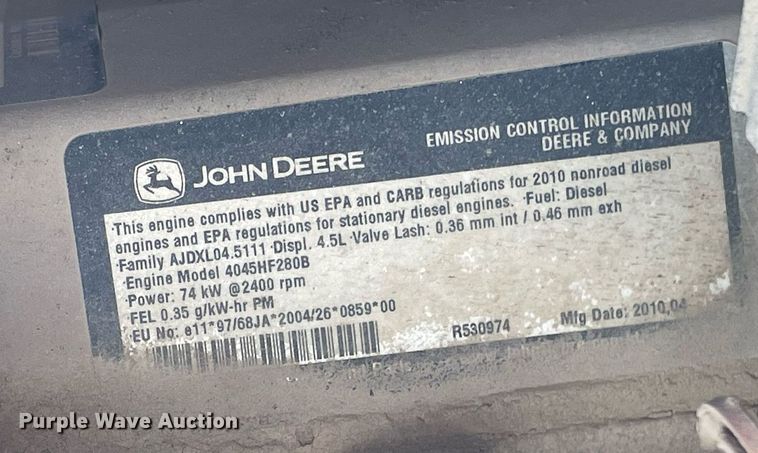 JOHN DEERE
EMISSION CONTROL INFORMATION
DEERE & COMPANY
This engine complies with US EPA and CARB regulations for 2010 nonroad diesel
engines and EPA regulations for stationary diesel engines. Fuel: Diesel
Family AJDXL04.5111 Displ. 4.5L Valve Lash: 0.36 mm int / 0.46 mm exh
Engine Model 4045HF280B
Power: 74 kW @2400 rpm
FEL 0.35 g/kW-hr PM
EU No: e11*97/68JA*2004/26*0859*00
R530974
Mfg Date: 2010,04
Purple Wave Auction